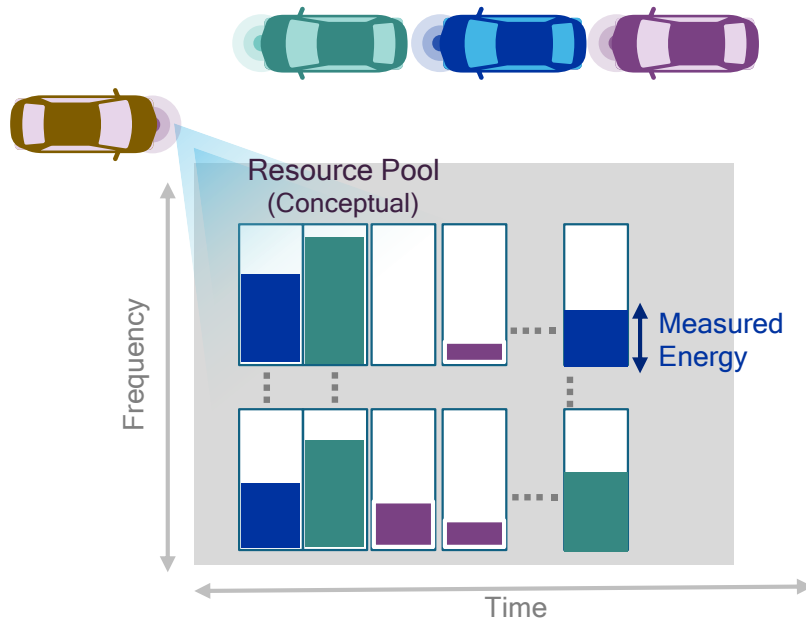 Resource Pool
(Conceptual)
Frequency
Measured
Energy
Time